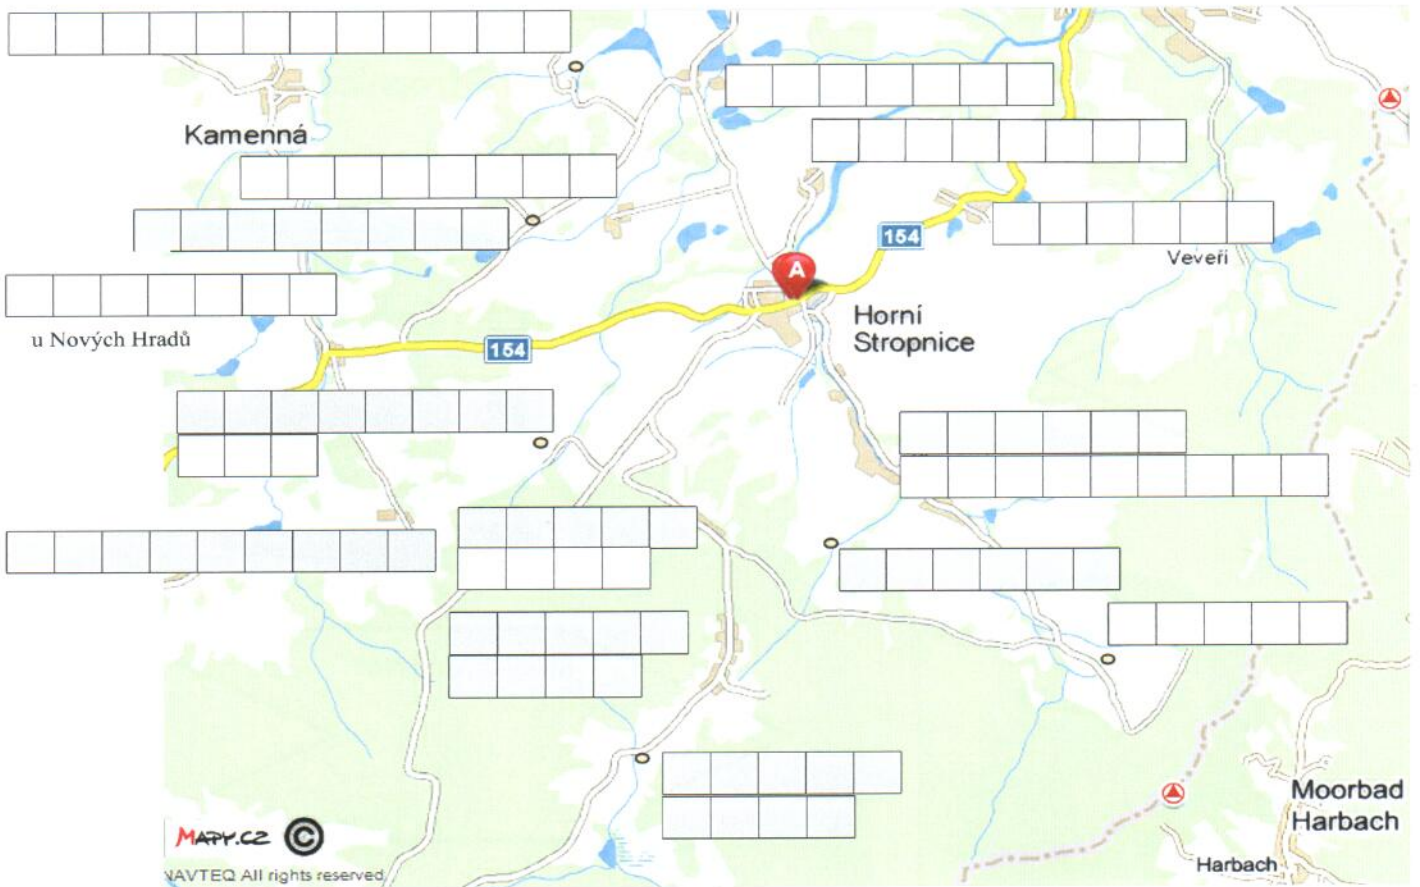 Kamenná
154
Veveří
A
Horní
Stropnice
u Nových Hradů
154
Moorbad
Harbach
MAPY.CZ ©
Harbach
NAVTEQ All rights reserved